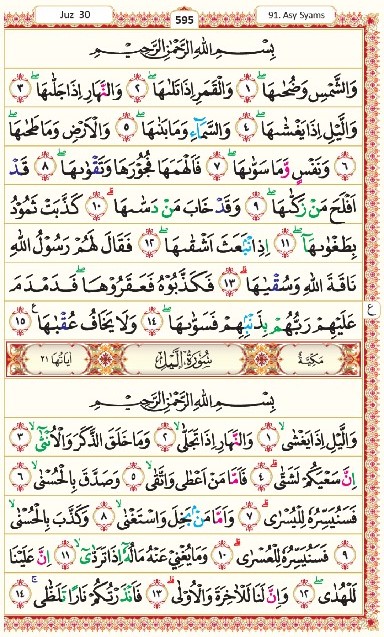 Juz 30
595
91. Asy Syams
بِسْمِ اللّٰهِ الرَّحْمٰنِ الرَّحِيْمِ
وَالشَّمْسِ وَضُحٰىهَاۖ ١ وَالْقَمَرِ اِذَا تَلٰىهَاۖ ٢ وَالنَّهَارِ اِذَا جَلّٰىهَاۖ ٣
وَالَّيْلِ اِذَا يَغْشٰىهَاۖ ٤ وَالسَّمَاۤءِ وَمَا بَنٰىهَاۖ ٥ وَالْاَرْضِ وَمَا طَحٰىهَاۖ
٦ وَنَفْسٍ وَّمَا سَوّٰىهَاۖ ٧ فَاَلْهَمَهَا فُجُوْرَهَا وَتَقْوٰىهَاۖ ٨ قَدْ
اَفْلَحَ مَنْ زَكّٰىهَاۖ ٩ وَقَدْ خَابَ مَنْ دَسّٰىهَاۗ ١٠ كَذَّبَتْ ثَمُوْدُ
بِطَغْوٰىهَآۖ ١١ اِذِ انْۢبَعَثَ اَشْقٰىهَاۖ ١٢ فَقَالَ لَهُمْ رَسُوْلُ اللّٰهِ
نَاقَةَ اللّٰهِ وَسُقْيٰهَاۗ ١٣ فَكَذَّبُوْهُ فَعَقَرُوْهَاۖ فَدَمْدَمَ
عَلَيْهِمْ رَبُّهُمْ بِذَنْۢبِهِمْ فَسَوّٰىهَاۖ ١٤ وَلَا يَخَافُ عُقْبٰهَا ࣖ ١٥
ع
مَكِّيَّةٌ سُوْرَةُ الَّيْلِ اٰيَاتُهَا ٢١
بِسْمِ اللّٰهِ الرَّحْمٰنِ الرَّحِيْمِ
وَالَّيْلِ اِذَا يَغْشٰىۙ ١ وَالنَّهَارِ اِذَا تَجَلّٰىۙ ٢ وَمَا خَلَقَ الذَّكَرَ وَالْاُنْثٰىٓۙ ٣
اِنَّ سَعْيَكُمْ لَشَتّٰىۗ ٤ فَاَمَّا مَنْ اَعْطٰى وَاتَّقٰىۙ ٥ وَصَدَّقَ بِالْحُسْنٰىۙ ٦
فَسَنُيَسِّرُهٗ لِلْيُسْرٰىۗ ٧ وَاَمَّا مَنْۢ بَخِلَ وَاسْتَغْنٰىۙ ٨ وَكَذَّبَ بِالْحُسْنٰىۙ
٩ فَسَنُيَسِّرُهٗ لِلْعُسْرٰىۗ ١٠ وَمَا يُغْنِيْ عَنْهُ مَالُهٗٓ اِذَا تَرَدّٰىٓۙ ١١ اِنَّ عَلَيْنَا
لَلْهُدٰىۖ ١٢ وَاِنَّ لَنَا لَلْاٰخِرَةَ وَالْاُوْلٰىۗ ١٣ فَاَنْذَرْتُكُمْ نَارًا تَلَظّٰىۚ ١٤